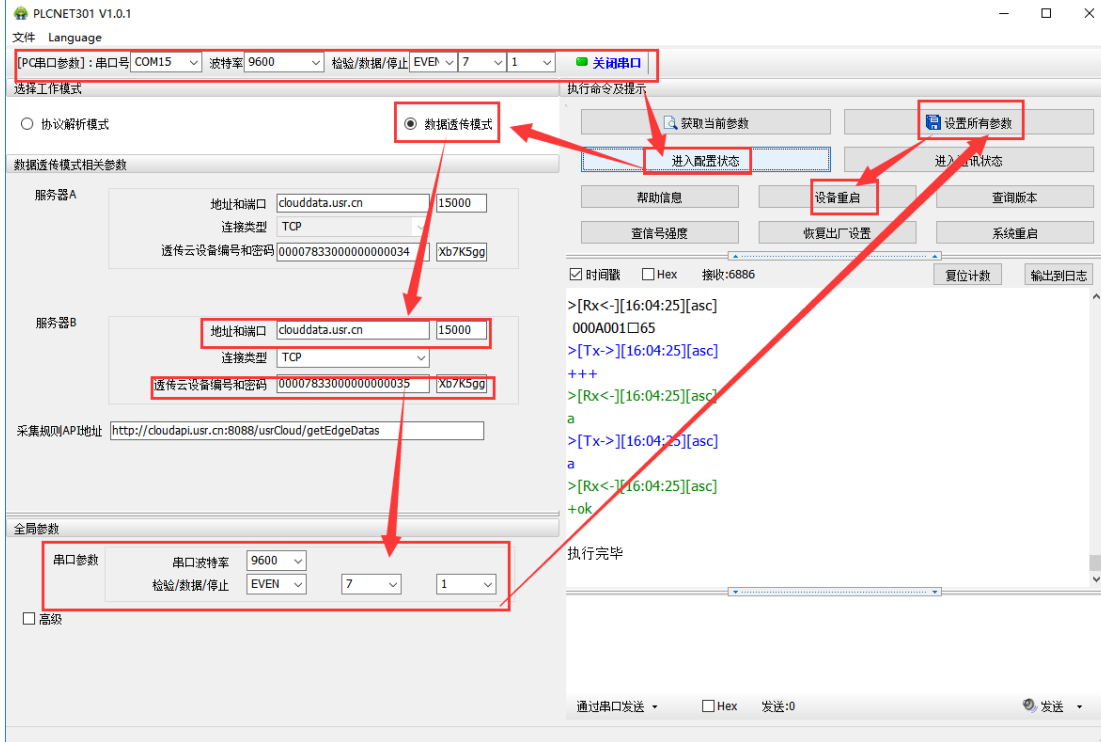 PLCNET301 V1.0.1
文件 Language
[PC串口参数]:串口号 COM15 波特率 9600 检验/数据/停止 EVEN 7 1 关闭串口
选择工作模式
协议解析模式 数据透传模式
数据透传模式相关参数
服务器A
地址和端口 clouddata.usr.cn 15000
连接类型 TCP
透传云设备编号和密码 00007833000000000034 Xb7K5gg
服务器B
地址和端口 clouddata.usr.cn 15000
连接类型 TCP
透传云设备编号和密码 00007833000000000035 Xb7K5gg
采集规则API地址 http://cloudapi.usr.cn:8088/usrCloud/getEdgeDatas
全局参数
串口参数 串口波特率 9600
检验/数据/停止 EVEN 7 1
高级
执行命令及提示
获取当前参数 设置所有参数
进入配置状态 进入通讯状态
帮助信息 设备重启 查询版本
查信号强度 恢复出厂设置 系统重启
时间戳 Hex 接收:6886 复位计数 输出到日志
>[Rx<-][16:04:25][asc]
000A001□65
>[Tx->][16:04:25][asc]
+++
>[Rx<-][16:04:25][asc]
a
>[Tx->][16:04:25][asc]
a
>[Rx<-][16:04:25][asc]
+ok
执行完毕
通过串口发送 Hex 发送:0 发送